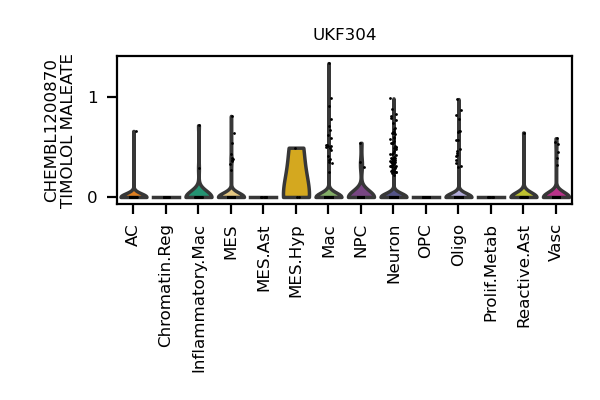 UKF304
CHEMBL1200870
TIMOLOL MALEATE
1
0
AC
Chromatin.Reg
Inflammatory.Mac
MES
MES.Ast
MES.Hyp
Mac
NPC
Neuron
OPC
Oligo
Prolif.Metab
Reactive.Ast
Vasc